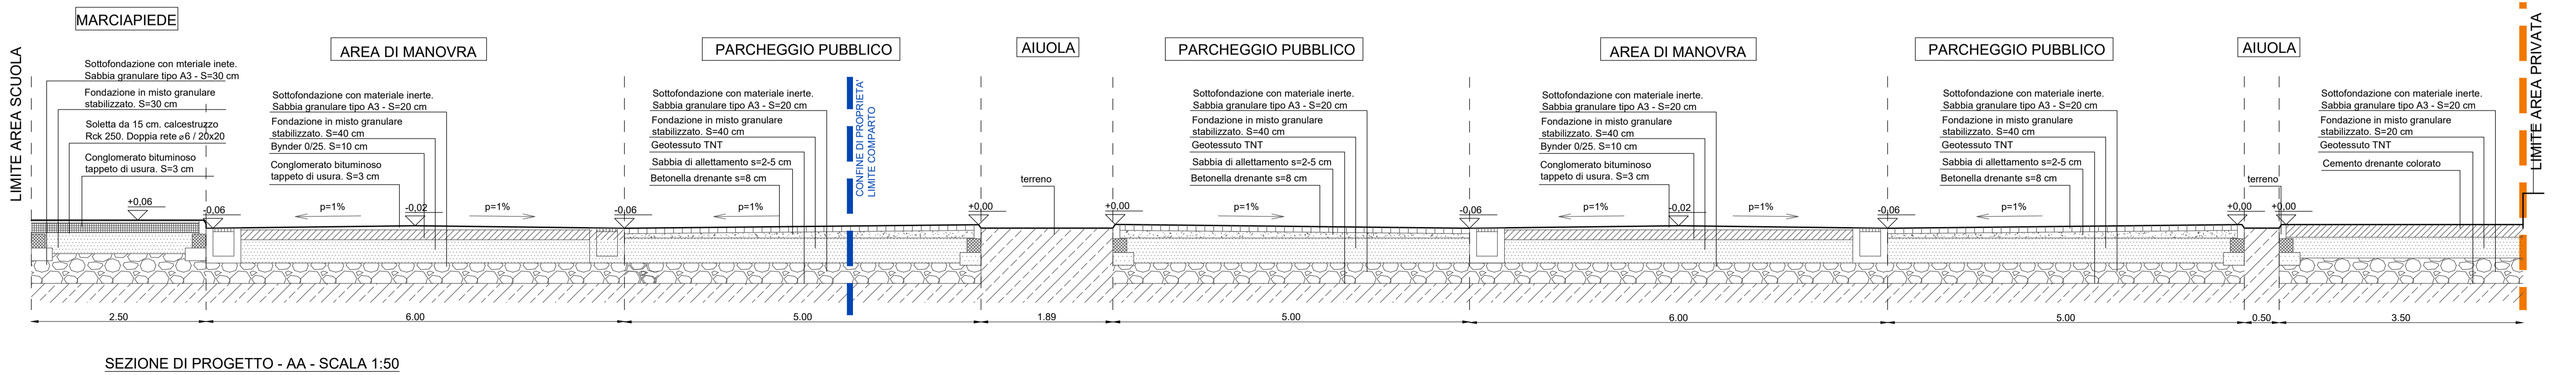 MARCIAPIEDE
AREA DI MANOVRA
PARCHEGGIO PUBBLICO
AIUOLA
PARCHEGGIO PUBBLICO
AREA DI MANOVRA
PARCHEGGIO PUBBLICO
AIUOLA
LIMITE AREA SCUOLA
Sottofondazione con mteriale inete.
Sabbia granulare tipo A3 - S=30 cm
Fondazione in misto granulare
stabilizzato. S=30 cm
Soletta da 15 cm. calcestruzzo
Rck 250. Doppia rete ⌀6 / 20x20
Conglomerato bituminoso
tappeto di usura. S=3 cm
Sottofondazione con materiale inerte.
Sabbia granulare tipo A3 - S=20 cm
Fondazione in misto granulare
stabilizzato. S=40 cm
Bynder 0/25. S=10 cm
Conglomerato bituminoso
tappeto di usura. S=3 cm
Sottofondazione con materiale inerte.
Sabbia granulare tipo A3 - S=20 cm
Fondazione in misto granulare
stabilizzato. S=40 cm
Geotessuto TNT
Sabbia di allettamento s=2-5 cm
Betonella drenante s=8 cm
CONFINE DI PROPRIETA'
LIMITE COMPARTO
terreno
Sottofondazione con materiale inerte.
Sabbia granulare tipo A3 - S=20 cm
Fondazione in misto granulare
stabilizzato. S=40 cm
Geotessuto TNT
Sabbia di allettamento s=2-5 cm
Betonella drenante s=8 cm
Sottofondazione con materiale inerte.
Sabbia granulare tipo A3 - S=20 cm
Fondazione in misto granulare
stabilizzato. S=40 cm
Bynder 0/25. S=10 cm
Conglomerato bituminoso
tappeto di usura. S=3 cm
Sottofondazione con materiale inerte.
Sabbia granulare tipo A3 - S=20 cm
Fondazione in misto granulare
stabilizzato. S=40 cm
Geotessuto TNT
Sabbia di allettamento s=2-5 cm
Betonella drenante s=8 cm
terreno
Sottofondazione con materiale inerte.
Sabbia granulare tipo A3 - S=20 cm
Fondazione in misto granulare
stabilizzato. S=20 cm
Geotessuto TNT
Cemento drenante colorato
LIMITE AREA PRIVATA
+0,06
-0,06
p=1%
-0,02
p=1%
-0,06
p=1%
+0,00
+0,00
p=1%
-0,06
p=1%
-0,02
p=1%
-0,06
p=1%
+0,00
+0,00
2.50
6.00
5.00
1.89
5.00
6.00
5.00
0.50
3.50
SEZIONE DI PROGETTO - AA - SCALA 1:50